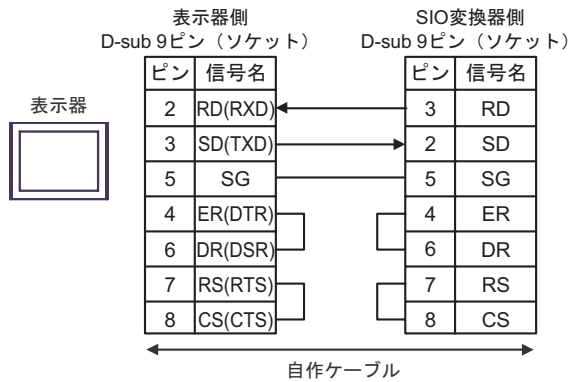 表示器側
D-sub 9ピン（ソケット）
SIO変換器側
D-sub 9ピン（ソケット）
表示器
ピン 信号名
2 RD(RXD)
3 SD(TXD)
5 SG
4 ER(DTR)
6 DR(DSR)
7 RS(RTS)
8 CS(CTS)
ピン 信号名
3 RD
2 SD
5 SG
4 ER
6 DR
7 RS
8 CS
自作ケーブル